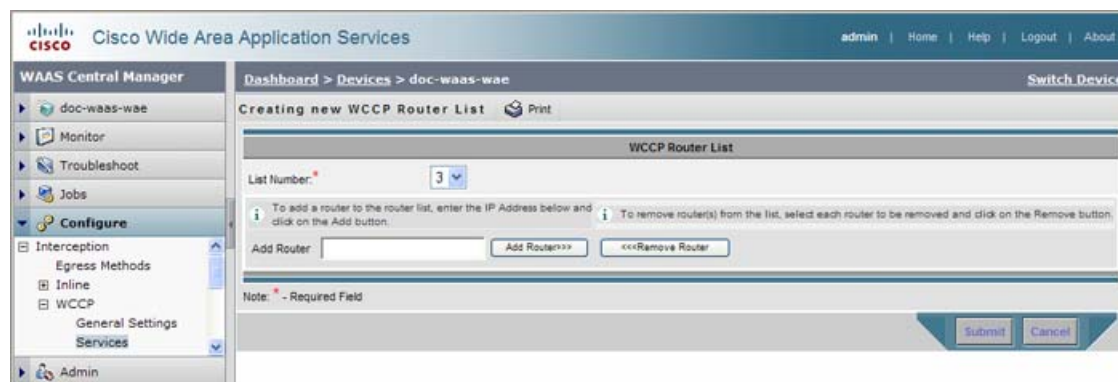 CISCO
Cisco Wide Area Application Services
admin | Home | Help | Logout | About
WAAS Central Manager
doc-waas-wae
Monitor
Troubleshoot
Jobs
Configure
Interception
Egress Methods
Inline
WCCP
General Settings
Services
Admin
Dashboard > Devices > doc-waas-wae
Switch Device
Creating new WCCP Router List Print
WCCP Router List
List Number:* 3
To add a router to the router list, enter the IP Address below and
click on the Add button.
To remove router(s) from the list, select each router to be removed and click on the Remove button.
Add Router Add Router>>> <<<Remove Router
Note: * - Required Field
Submit Cancel